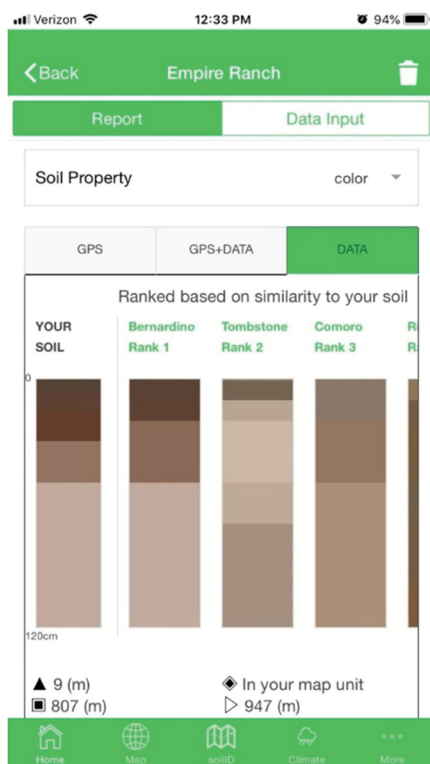 Verizon 12:33 PM 94%
Back Empire Ranch
Report Data Input
Soil Property color
GPS GPS+DATA DATA
Ranked based on similarity to your soil
YOUR Bernardino Tombstone Comoro
SOIL Rank 1 Rank 2 Rank 3
0
120cm
9 (m) In your map unit
807 (m) 947 (m)
Home Map soilID Climate More